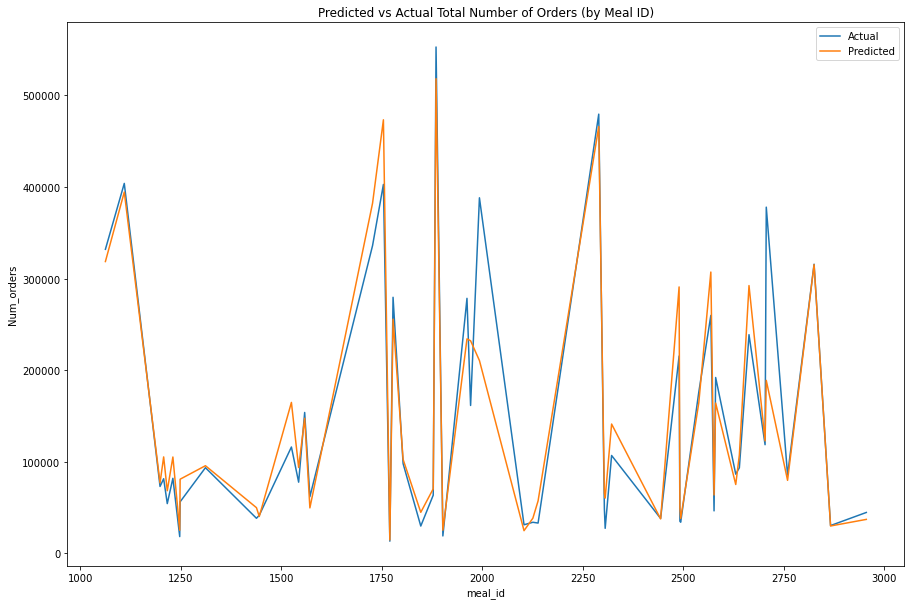 Predicted vs Actual Total Number of Orders (by Meal ID)
Actual
Predicted
Num_orders
500000
400000
300000
200000
100000
0
1000 1250 1500 1750 2000 2250 2500 2750 3000
meal_id